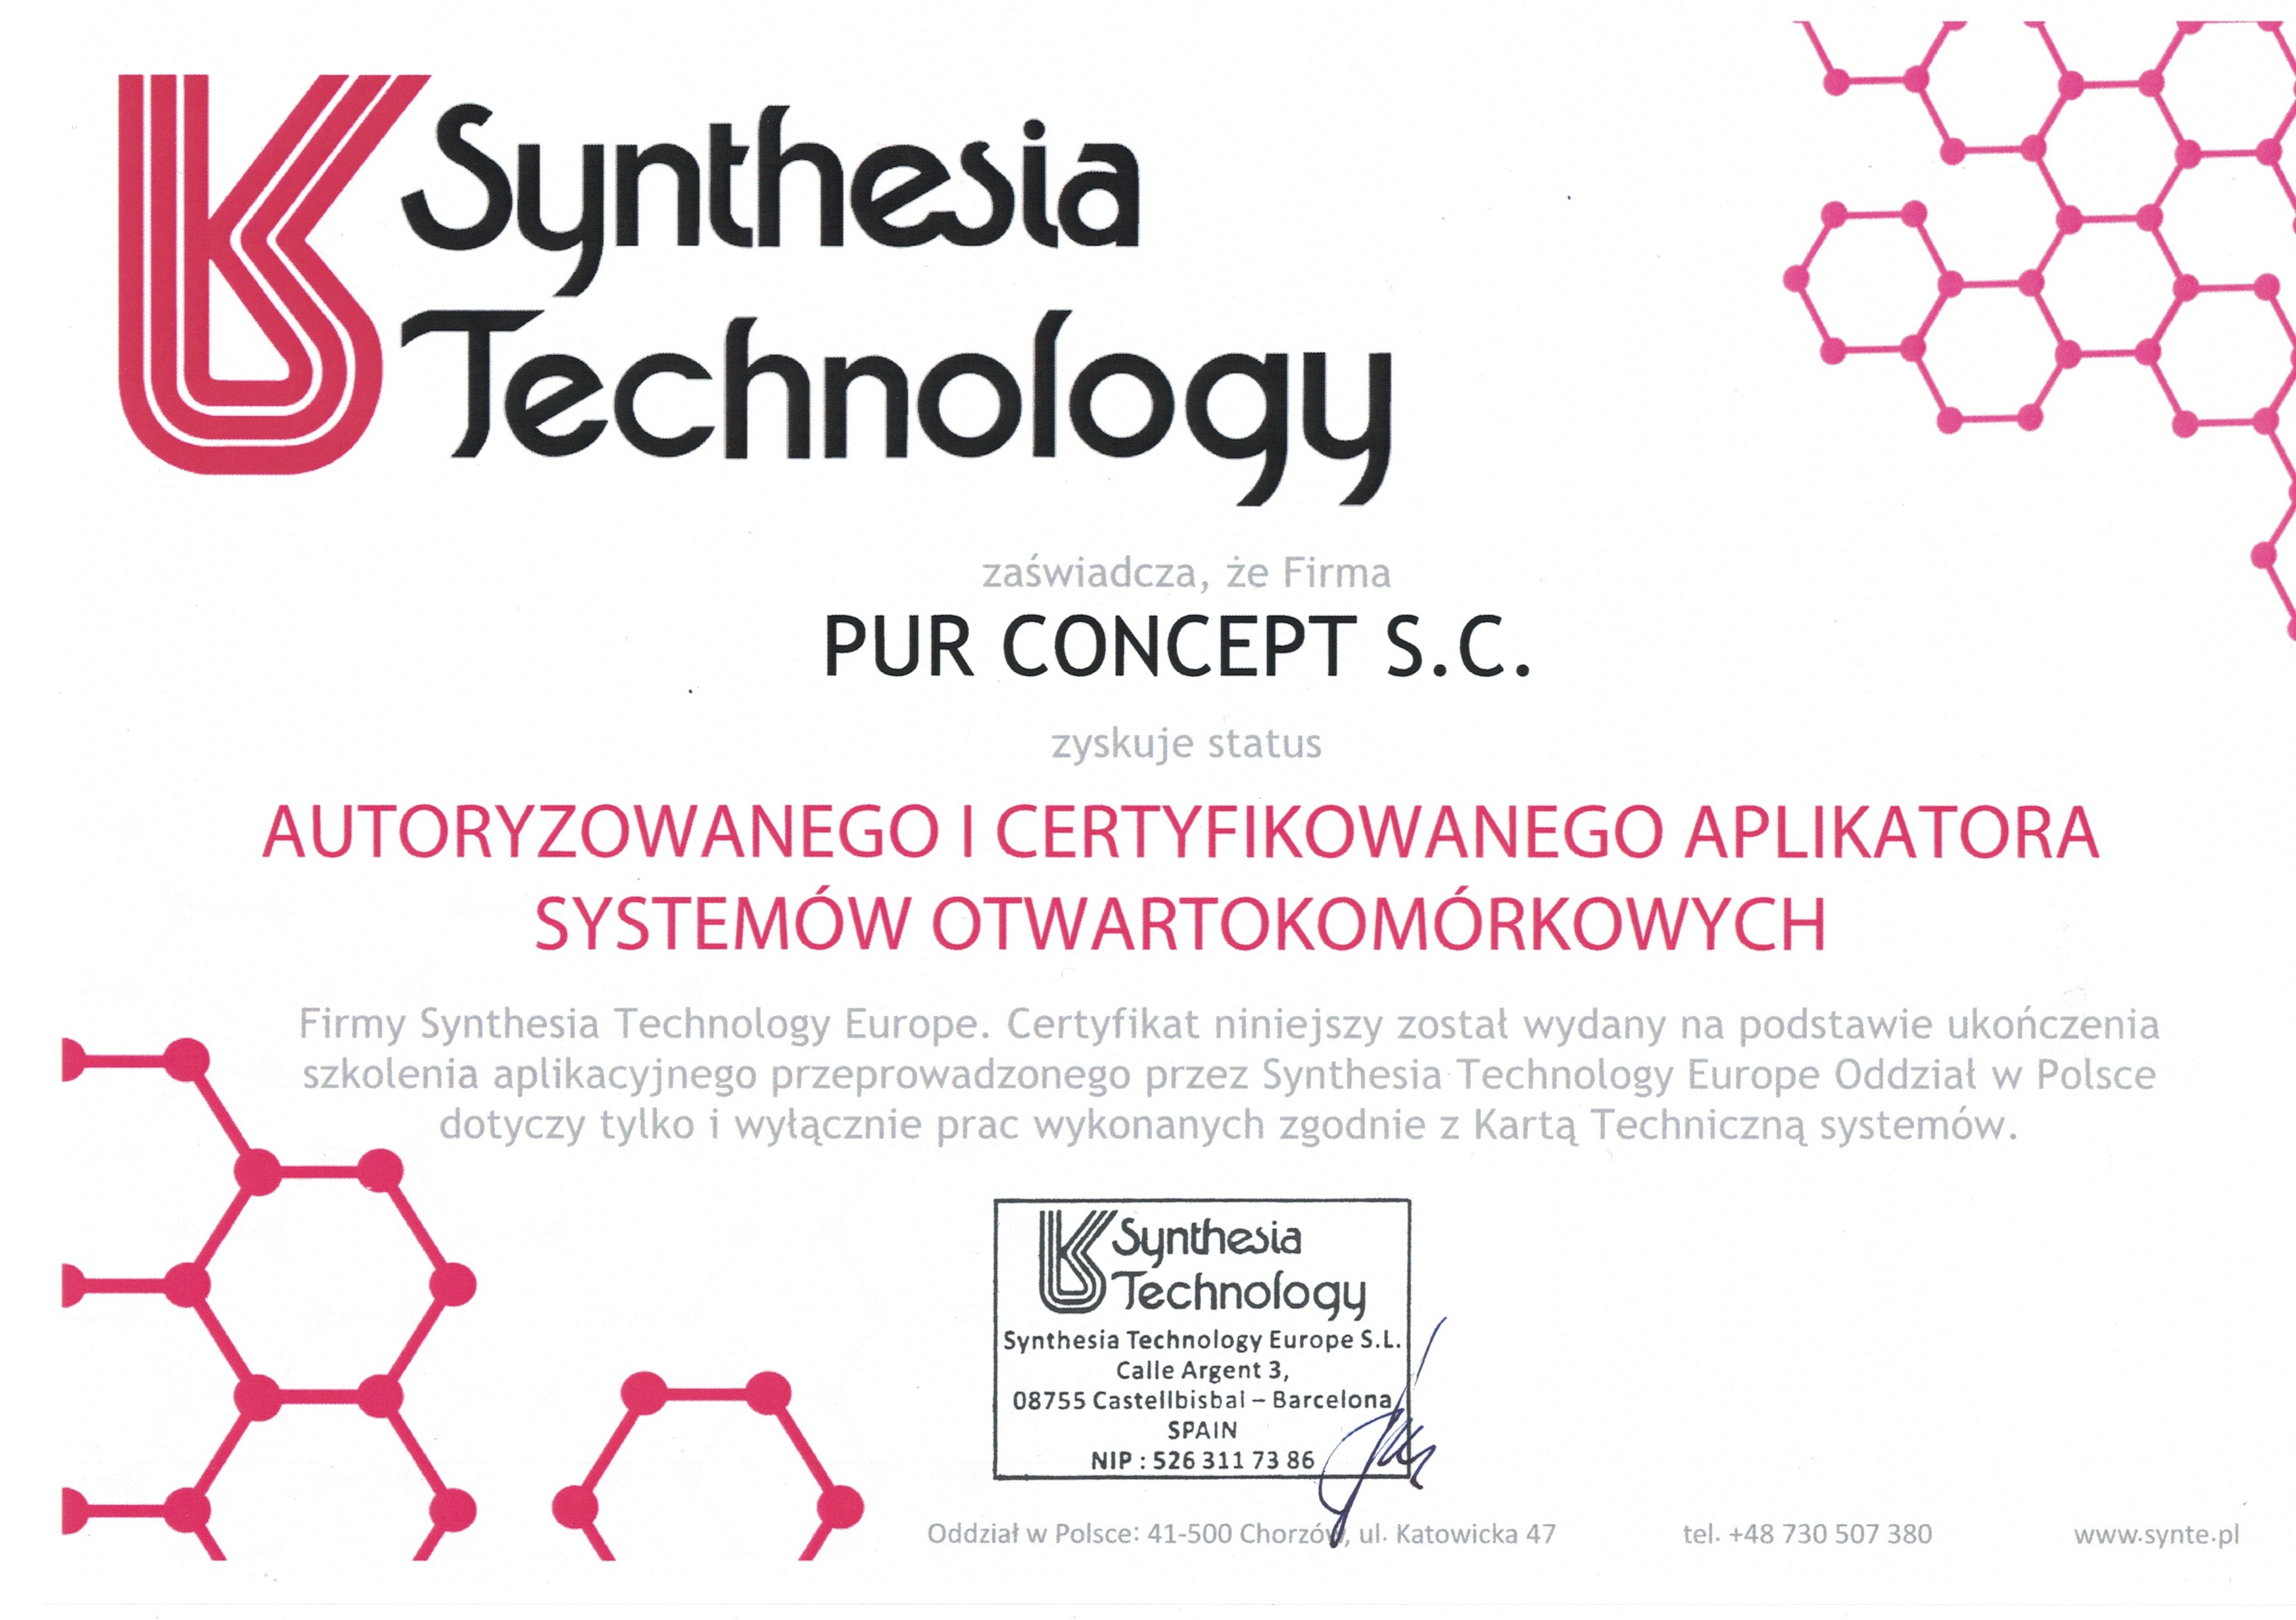 Synthesia
Technology
zaświadcza, że Firma
PUR CONCEPT S.C.
zyskuje status
AUTORYZOWANEGO I CERTYFIKOWANEGO APLIKATORA
SYSTEMÓW OTWARTOKOMÓRKOWYCH
Firmy Synthesia Technology Europe. Certyfikat niniejszy został wydany na podstawie ukończenia
szkolenia aplikacyjnego przeprowadzonego przez Synthesia Technology Europe Oddział w Polsce
dotyczy tylko i wyłącznie prac wykonanych zgodnie z Kartą Techniczną systemów.
Synthesia
Technology
Synthesia Technology Europe S.L.
Calle Argent 3,
08755 Castellbisbal – Barcelona
SPAIN
NIP : 526 311 73 86
Oddział w Polsce: 41-500 Chorzów, ul. Katowicka 47 tel. +48 730 507 380 www.synte.pl